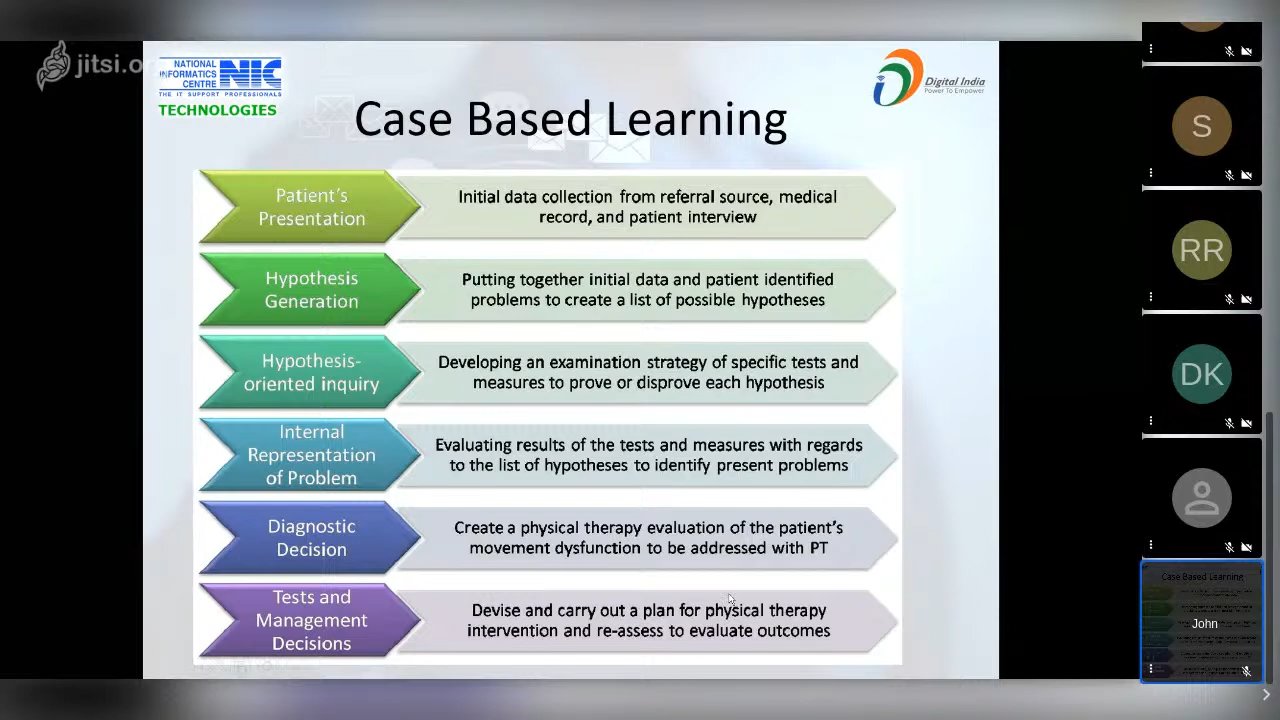 jitsi.or
NATIONAL
INFORMATICS
CENTRE
NIC
THE IT SUPPORT PROFESSIONALS
TECHNOLOGIES
Digital India
Power To Empower
Case Based Learning
Patient's
Presentation
Initial data collection from referral source, medical
record, and patient interview
Hypothesis
Generation
Putting together initial data and patient identified
problems to create a list of possible hypotheses
Hypothesis-
oriented inquiry
Developing an examination strategy of specific tests and
measures to prove or disprove each hypothesis
Internal
Representation
of Problem
Evaluating results of the tests and measures with regards
to the list of hypotheses to identify present problems
Diagnostic
Decision
Create a physical therapy evaluation of the patient's
movement dysfunction to be addressed with PT
Tests and
Management
Decisions
Devise and carry out a plan for physical therapy
intervention and re-assess to evaluate outcomes
S
RR
DK
Case Based Learning
John